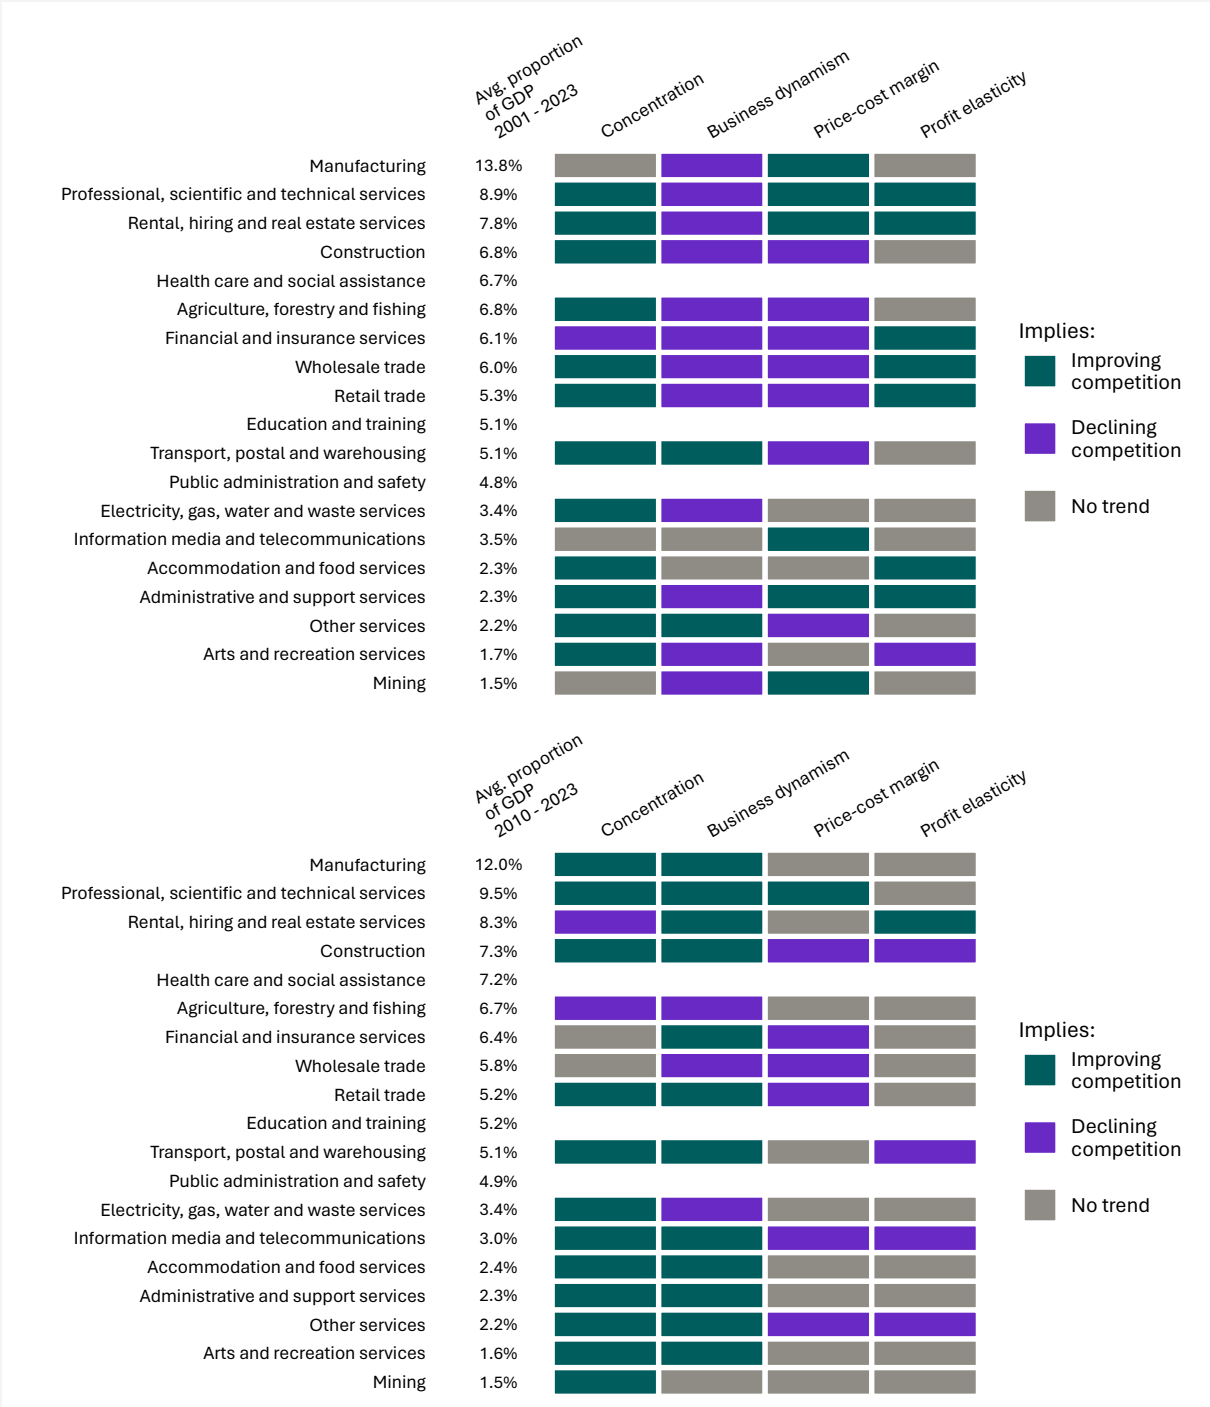 Avg. proportion
of GDP
2001 - 2023
Concentration
Business dynamism
Price-cost margin
Profit elasticity
Manufacturing 13.8%
Professional, scientific and technical services 8.9%
Rental, hiring and real estate services 7.8%
Construction 6.8%
Health care and social assistance 6.7%
Agriculture, forestry and fishing 6.8%
Financial and insurance services 6.1%
Wholesale trade 6.0%
Retail trade 5.3%
Education and training 5.1%
Transport, postal and warehousing 5.1%
Public administration and safety 4.8%
Electricity, gas, water and waste services 3.4%
Information media and telecommunications 3.5%
Accommodation and food services 2.3%
Administrative and support services 2.3%
Other services 2.2%
Arts and recreation services 1.7%
Mining 1.5%
Implies:
Improving
competition
Declining
competition
No trend
Avg. proportion
of GDP
2010 - 2023
Concentration
Business dynamism
Price-cost margin
Profit elasticity
Manufacturing 12.0%
Professional, scientific and technical services 9.5%
Rental, hiring and real estate services 8.3%
Construction 7.3%
Health care and social assistance 7.2%
Agriculture, forestry and fishing 6.7%
Financial and insurance services 6.4%
Wholesale trade 5.8%
Retail trade 5.2%
Education and training 5.2%
Transport, postal and warehousing 5.1%
Public administration and safety 4.9%
Electricity, gas, water and waste services 3.4%
Information media and telecommunications 3.0%
Accommodation and food services 2.4%
Administrative and support services 2.3%
Other services 2.2%
Arts and recreation services 1.6%
Mining 1.5%
Implies:
Improving
competition
Declining
competition
No trend